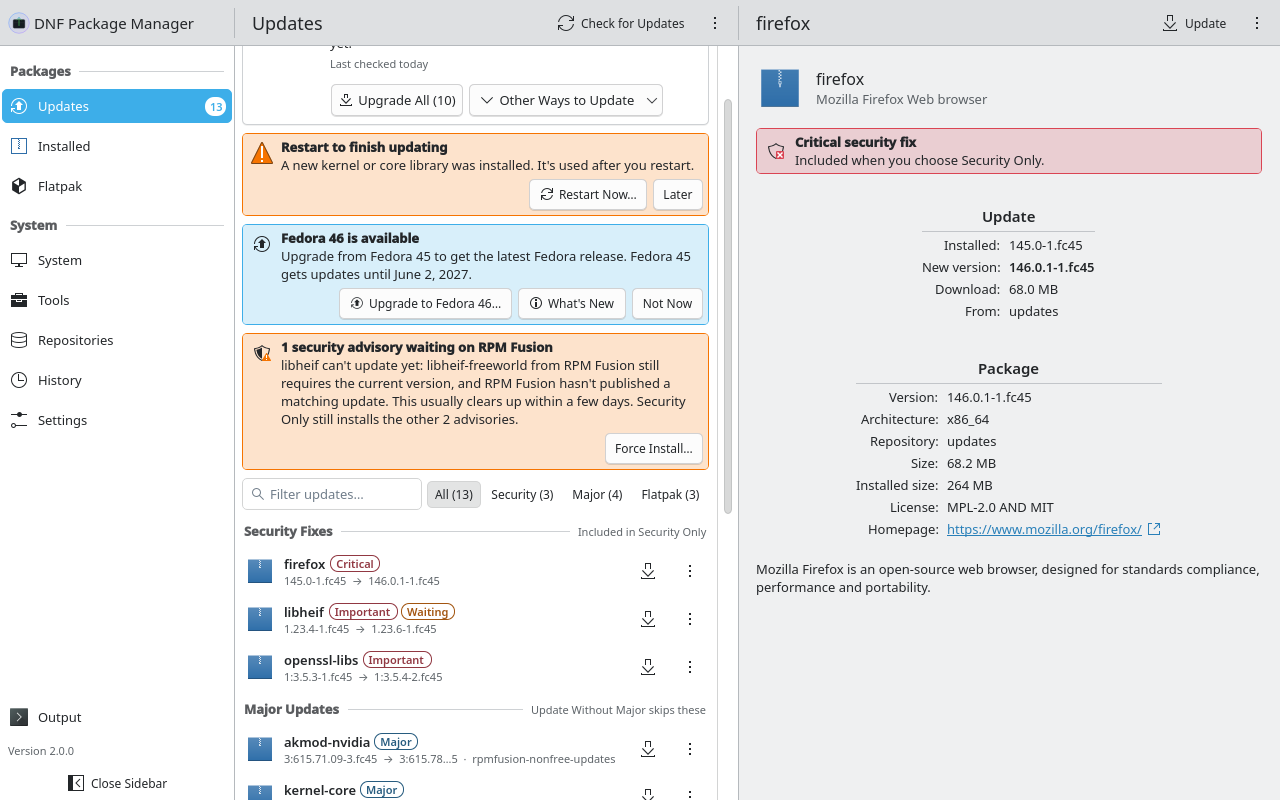 DNF Package Manager
Packages
Updates 13
Installed
Flatpak
System
System
Tools
Repositories
History
Settings
Output
Version 2.0.0
Close Sidebar
Updates
Check for Updates
yet.
Last checked today
Upgrade All (10)
Other Ways to Update
Restart to finish updating
A new kernel or core library was installed. It's used after you restart.
Restart Now...
Later
Fedora 46 is available
Upgrade from Fedora 45 to get the latest Fedora release. Fedora 45
gets updates until June 2, 2027.
Upgrade to Fedora 46...
What's New
Not Now
1 security advisory waiting on RPM Fusion
libheif can't update yet: libheif-freeworld from RPM Fusion still
requires the current version, and RPM Fusion hasn't published a
matching update. This usually clears up within a few days. Security
Only still installs the other 2 advisories.
Force Install...
Filter updates...
All (13)
Security (3)
Major (4)
Flatpak (3)
Security Fixes
Included in Security Only
firefox Critical
145.0-1.fc45 → 146.0.1-1.fc45
libheif Important Waiting
1.23.4-1.fc45 → 1.23.6-1.fc45
openssl-libs Important
1:3.5.3-1.fc45 → 1:3.5.4-2.fc45
Major Updates
Update Without Major skips these
akmod-nvidia Major
3:615.71.09-3.fc45 → 3:615.78...5 · rpmfusion-nonfree-updates
kernel-core Major
firefox
Update
firefox
Mozilla Firefox Web browser
Critical security fix
Included when you choose Security Only.
Update
Installed: 145.0-1.fc45
New version: 146.0.1-1.fc45
Download: 68.0 MB
From: updates
Package
Version: 146.0.1-1.fc45
Architecture: x86_64
Repository: updates
Size: 68.2 MB
Installed size: 264 MB
License: MPL-2.0 AND MIT
Homepage: https://www.mozilla.org/firefox/
Mozilla Firefox is an open-source web browser, designed for standards compliance,
performance and portability.